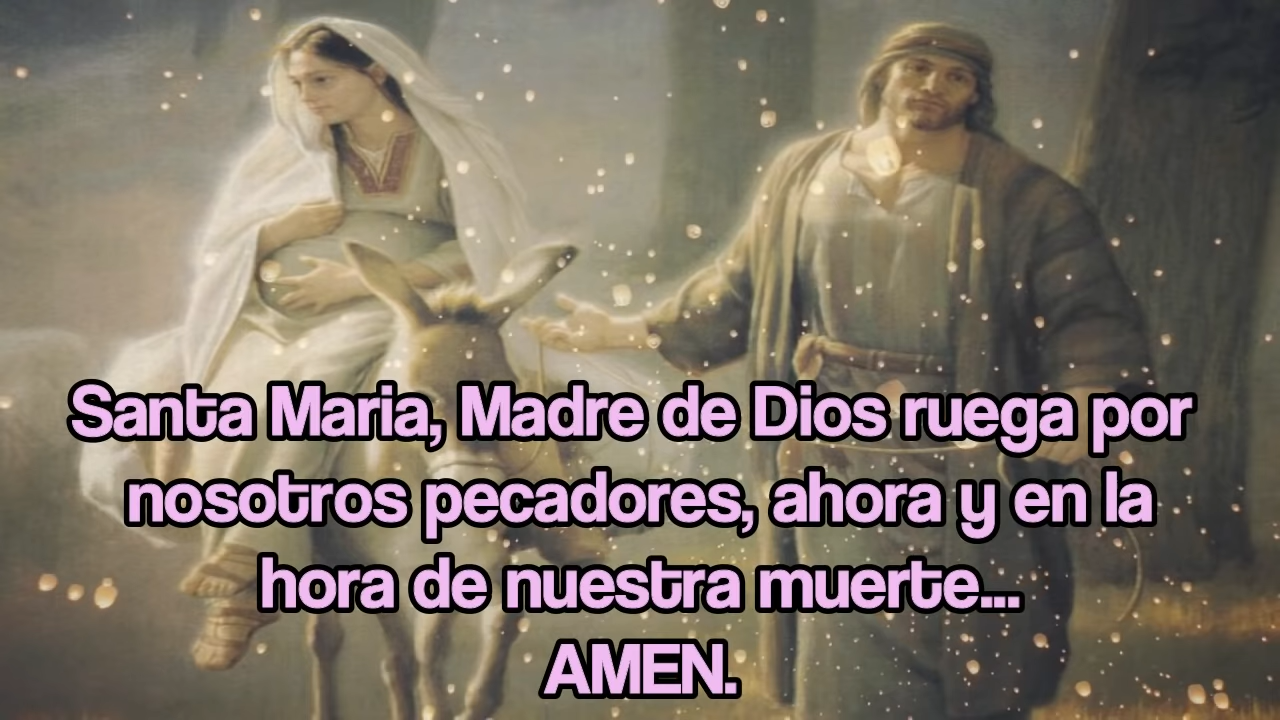 Santa Maria, Madre de Dios ruega por
nosotros pecadores, ahora y en la
hora de nuestra muerte...
AMEN.